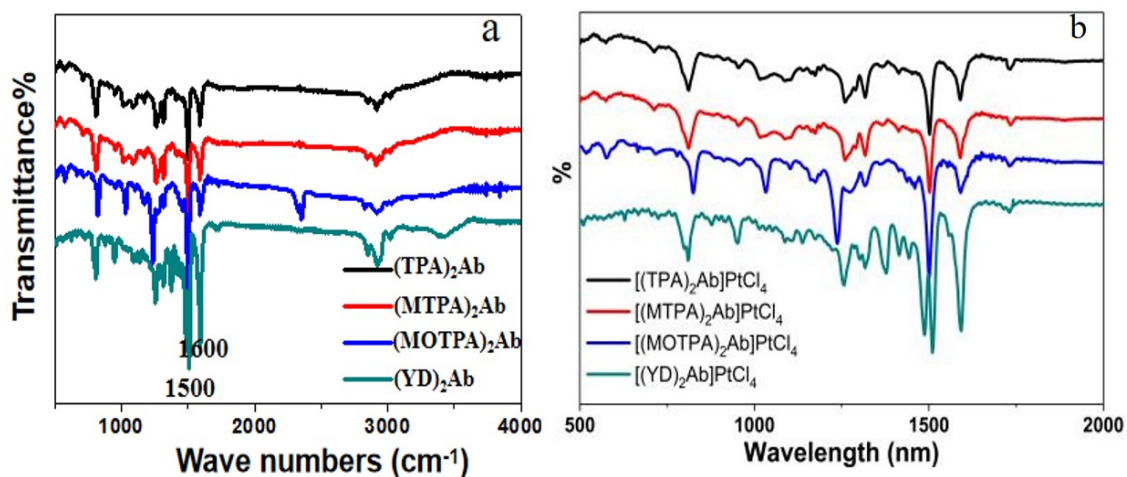 a
Transmittance%
(TPA)₂Ab
(MTPA)₂Ab
(MOTPA)₂Ab
(YD)₂Ab
1600
1500
1000
2000
3000
4000
Wave numbers (cm⁻¹)
b
%
[(TPA)₂Ab]PtCl₄
[(MTPA)₂Ab]PtCl₄
[(MOTPA)₂Ab]PtCl₄
[(YD)₂Ab]PtCl₄
500
1000
1500
2000
Wavelength (nm)